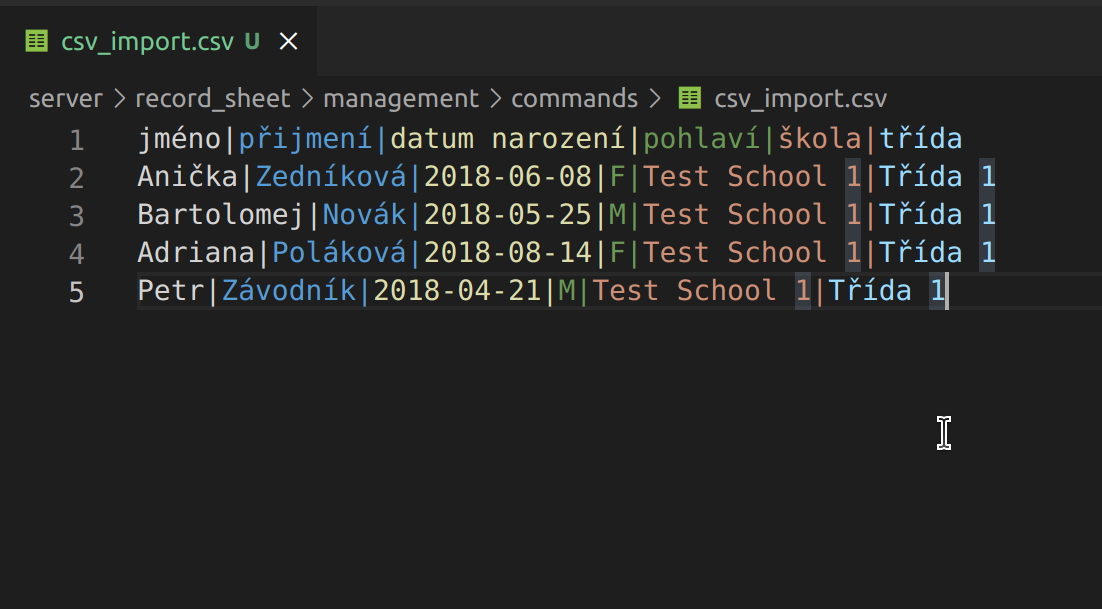 csv_import.csv U
server > record_sheet > management > commands > csv_import.csv
1 jméno|přijmení|datum narození|pohlaví|škola|třída
2 Anička|Zedníková|2018-06-08|F|Test School 1|Třída 1
3 Bartolomej|Novák|2018-05-25|M|Test School 1|Třída 1
4 Adriana|Poláková|2018-08-14|F|Test School 1|Třída 1
5 Petr|Závodník|2018-04-21|M|Test School 1|Třída 1